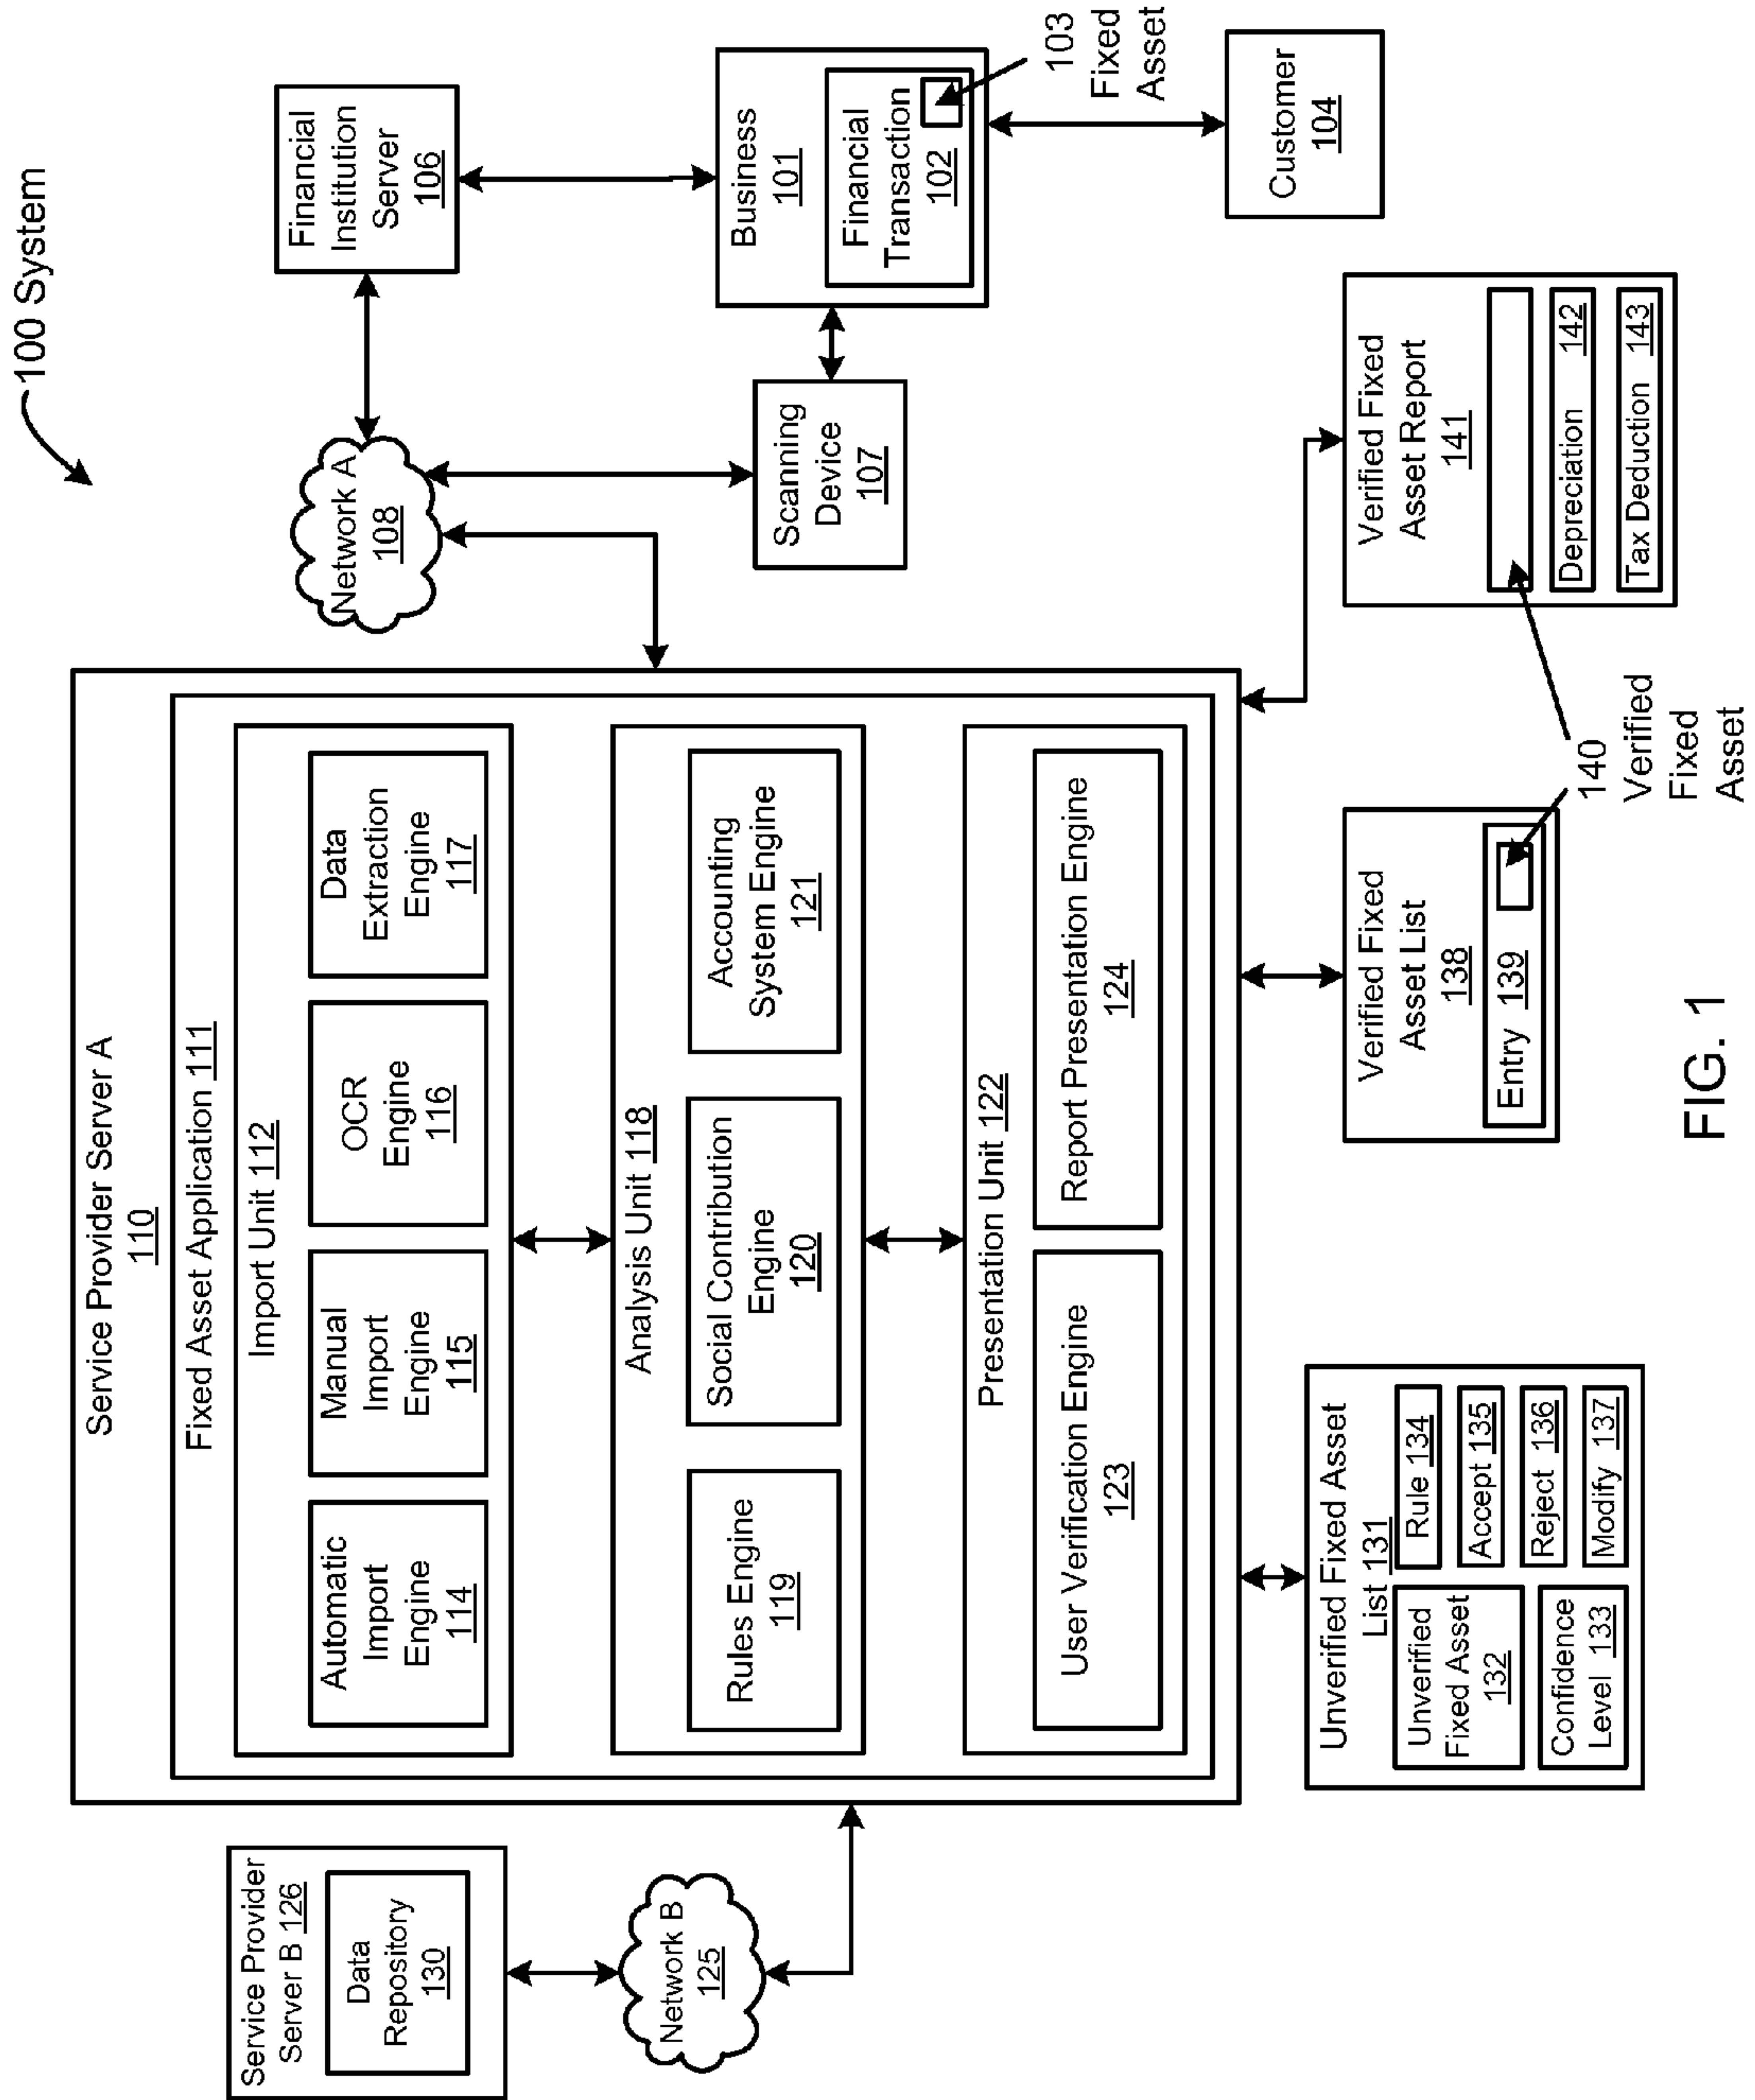 100 System
Service Provider
Server B 126
Data
Repository
130
Network B
125
Service Provider Server A
110
Fixed Asset Application 111
Import Unit 112
Automatic
Import
Engine
114
Manual
Import
Engine
115
OCR
Engine
116
Data
Extraction
Engine
117
Analysis Unit 118
Rules Engine
119
Social Contribution
Engine
120
Accounting
System Engine
121
Presentation Unit 122
User Verification Engine
123
Report Presentation Engine
124
Network A
108
Financial
Institution
Server
106
Scanning
Device
107
Business
101
Financial
Transaction
102
103
Fixed
Asset
Customer
104
Unverified Fixed Asset
List 131
Unverified
Fixed Asset
132
Confidence
Level 133
Rule 134
Accept 135
Reject 136
Modify 137
Verified Fixed
Asset List
138
Entry 139
140
Verified
Fixed
Asset
Verified Fixed
Asset Report
141
Depreciation 142
Tax Deduction 143
FIG. 1